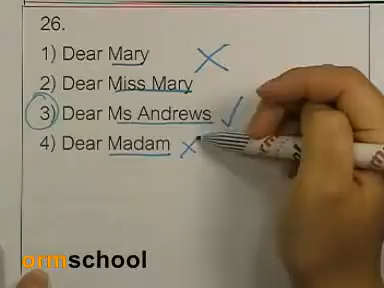 26.
1) Dear Mary
2) Dear Miss Mary
3) Dear Ms Andrews
4) Dear Madam
ormschool